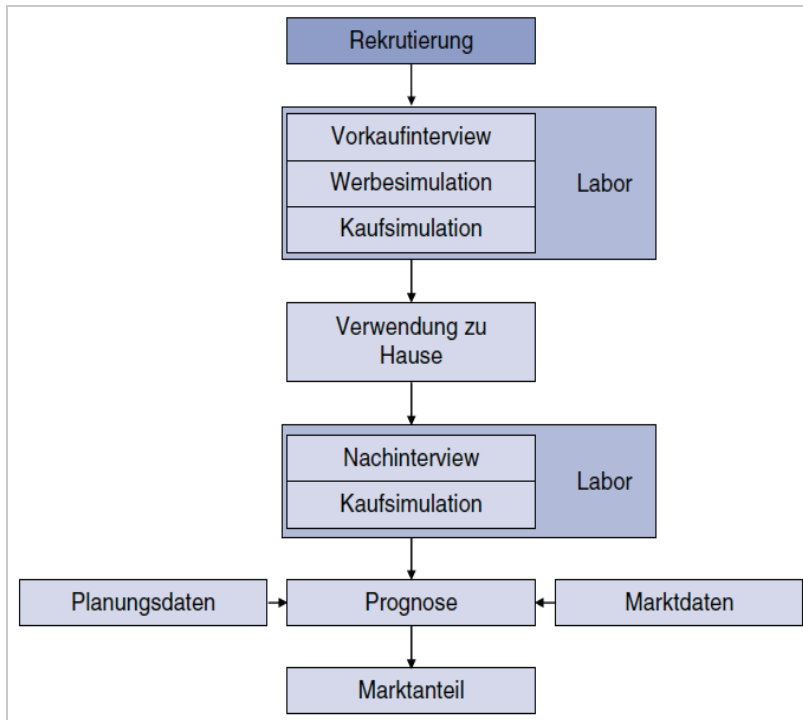 Rekrutierung
Vorkaufinterview
Werbesimulation
Labor
Kaufsimulation
Verwendung zu
Hause
Nachinterview
Labor
Kaufsimulation
Planungsdaten
Prognose
Marktdaten
Marktanteil